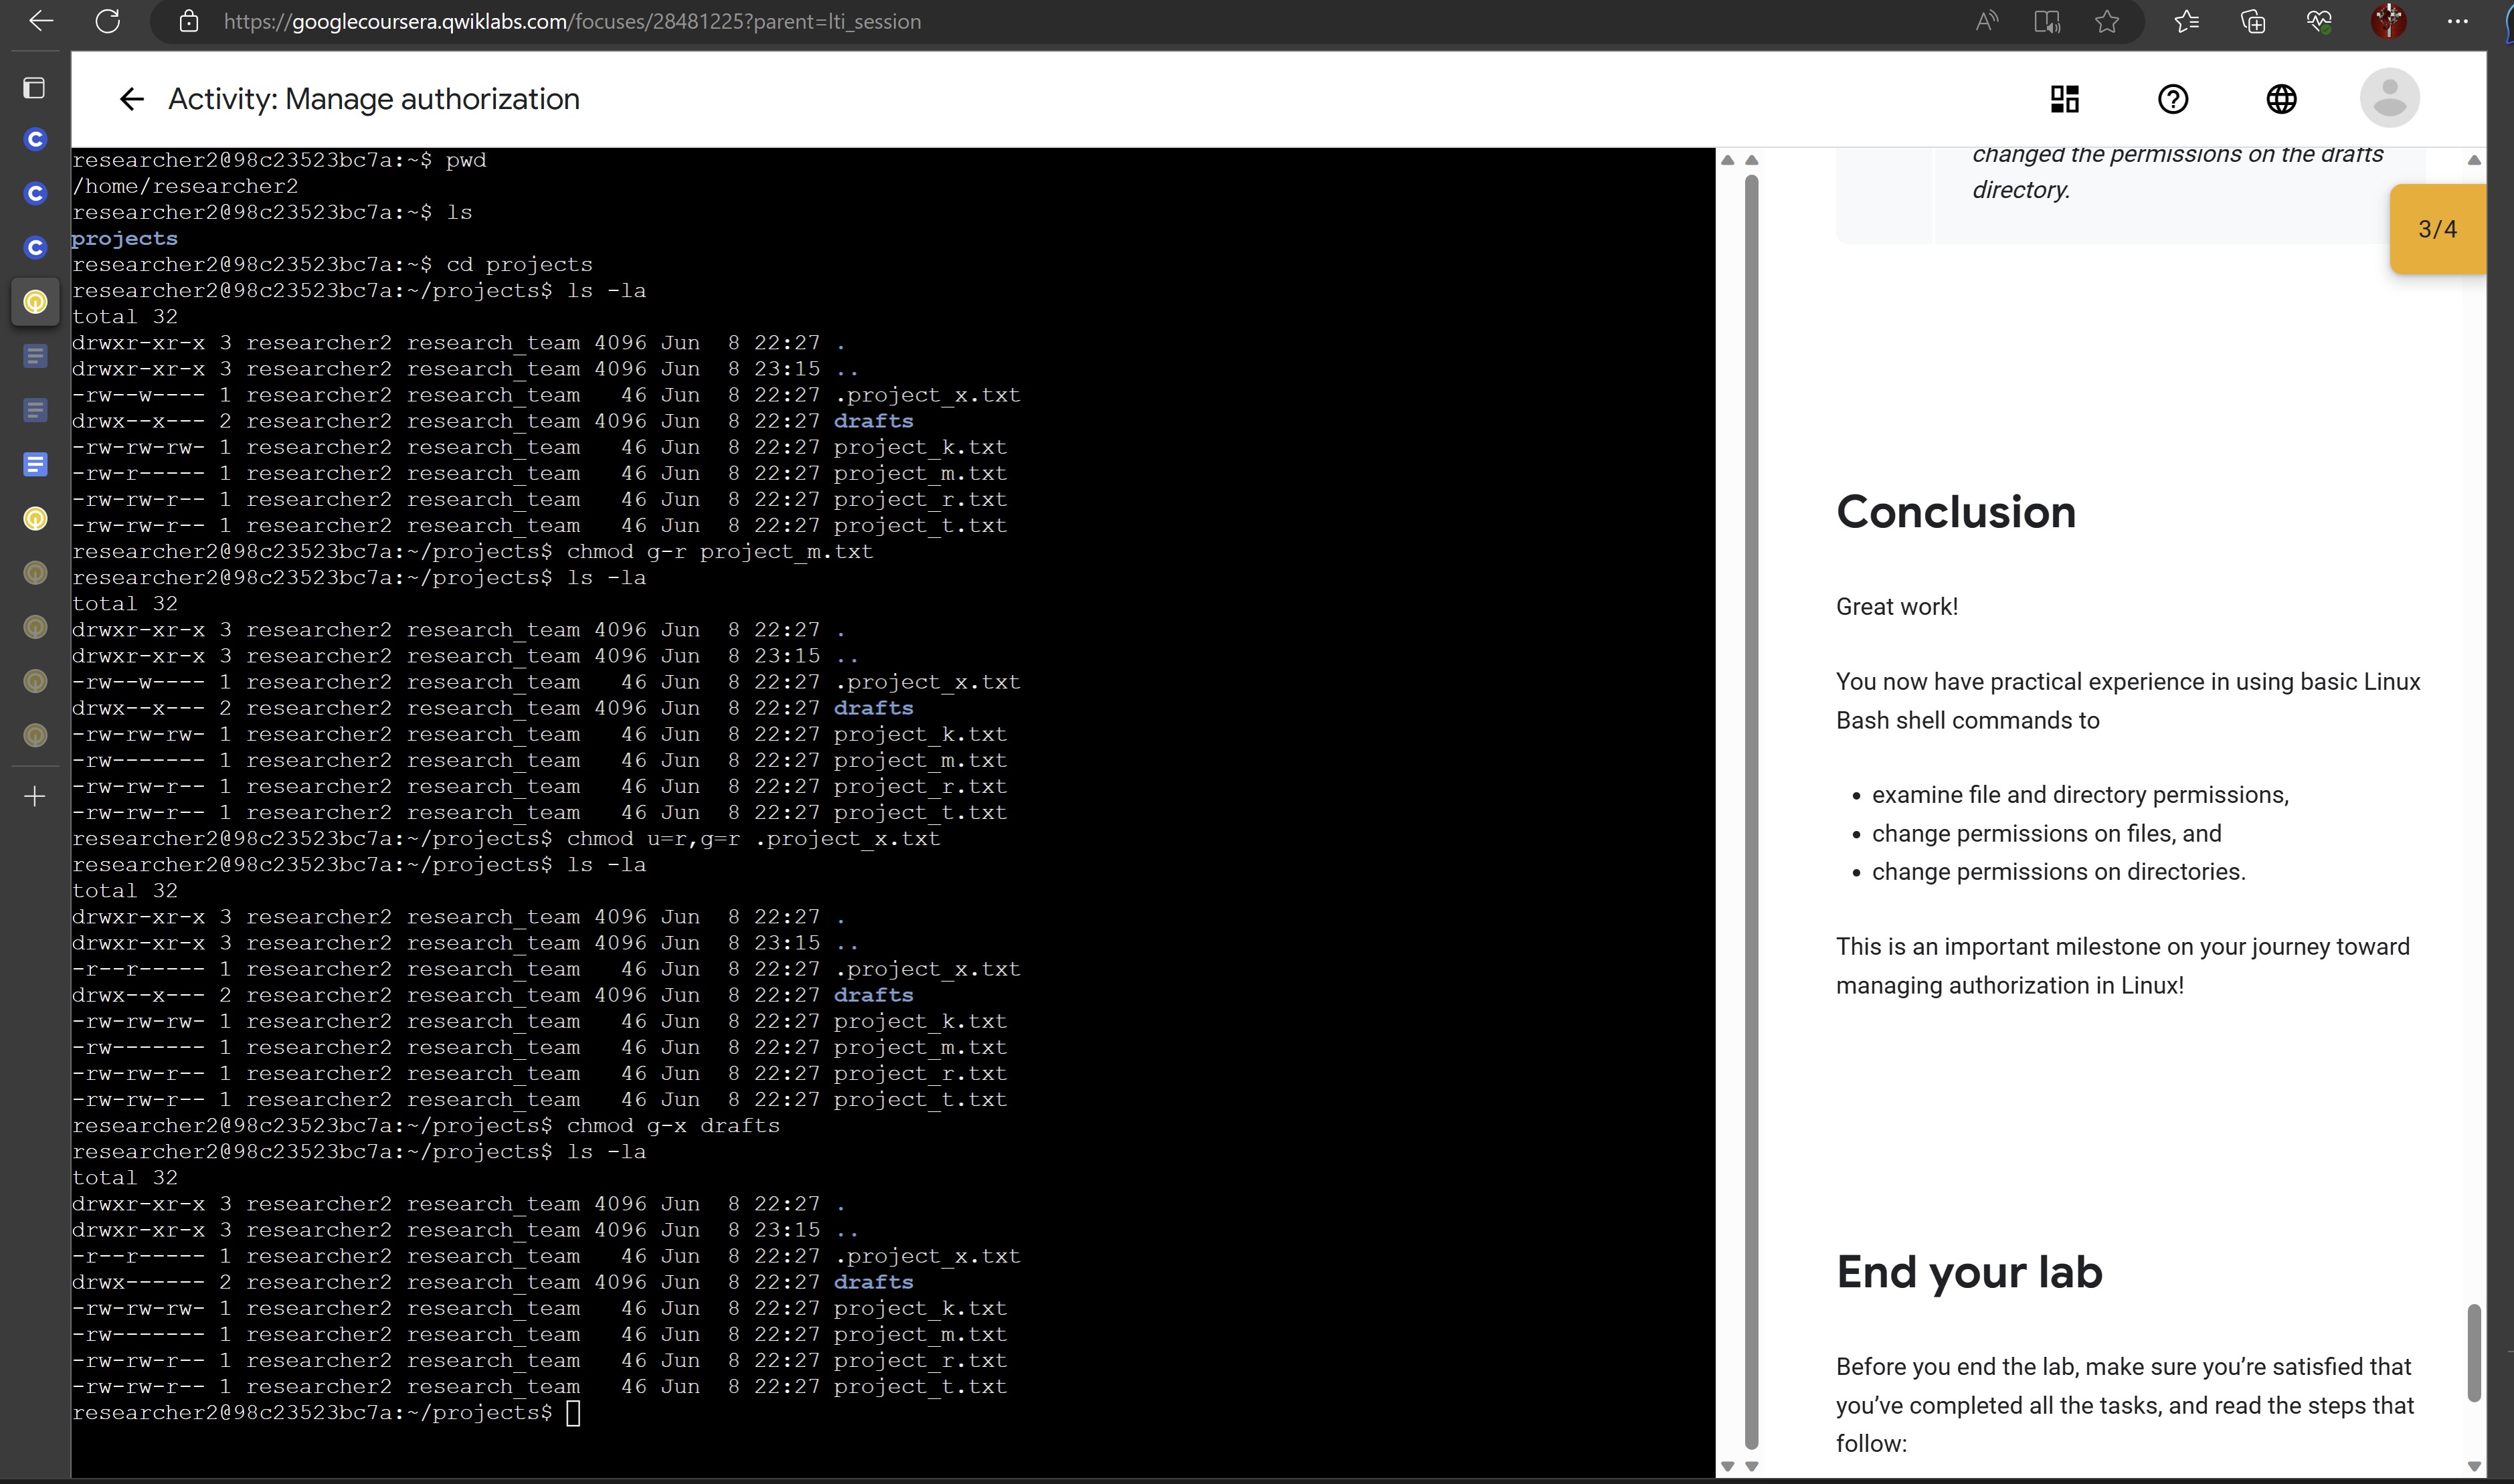 https://googlecoursera.qwiklabs.com/focuses/28481225?parent=lti_session
Activity: Manage authorization
researcher2@98c23523bc7a:~$ pwd
/home/researcher2
researcher2@98c23523bc7a:~$ ls
projects
researcher2@98c23523bc7a:~$ cd projects
researcher2@98c23523bc7a:~/projects$ ls -la
total 32
drwxr-xr-x 3 researcher2 research_team 4096 Jun  8 22:27 .
drwxr-xr-x 3 researcher2 research_team 4096 Jun  8 23:15 ..
-rw--w---- 1 researcher2 research_team   46 Jun  8 22:27 .project_x.txt
drwx--x--- 2 researcher2 research_team 4096 Jun  8 22:27 drafts
-rw-rw-rw- 1 researcher2 research_team   46 Jun  8 22:27 project_k.txt
-rw-r----- 1 researcher2 research_team   46 Jun  8 22:27 project_m.txt
-rw-rw-r-- 1 researcher2 research_team   46 Jun  8 22:27 project_r.txt
-rw-rw-r-- 1 researcher2 research_team   46 Jun  8 22:27 project_t.txt
researcher2@98c23523bc7a:~/projects$ chmod g-r project_m.txt
researcher2@98c23523bc7a:~/projects$ ls -la
total 32
drwxr-xr-x 3 researcher2 research_team 4096 Jun  8 22:27 .
drwxr-xr-x 3 researcher2 research_team 4096 Jun  8 23:15 ..
-rw--w---- 1 researcher2 research_team   46 Jun  8 22:27 .project_x.txt
drwx--x--- 2 researcher2 research_team 4096 Jun  8 22:27 drafts
-rw-rw-rw- 1 researcher2 research_team   46 Jun  8 22:27 project_k.txt
-rw------- 1 researcher2 research_team   46 Jun  8 22:27 project_m.txt
-rw-rw-r-- 1 researcher2 research_team   46 Jun  8 22:27 project_r.txt
-rw-rw-r-- 1 researcher2 research_team   46 Jun  8 22:27 project_t.txt
researcher2@98c23523bc7a:~/projects$ chmod u=r,g=r .project_x.txt
researcher2@98c23523bc7a:~/projects$ ls -la
total 32
drwxr-xr-x 3 researcher2 research_team 4096 Jun  8 22:27 .
drwxr-xr-x 3 researcher2 research_team 4096 Jun  8 23:15 ..
-r--r----- 1 researcher2 research_team   46 Jun  8 22:27 .project_x.txt
drwx--x--- 2 researcher2 research_team 4096 Jun  8 22:27 drafts
-rw-rw-rw- 1 researcher2 research_team   46 Jun  8 22:27 project_k.txt
-rw------- 1 researcher2 research_team   46 Jun  8 22:27 project_m.txt
-rw-rw-r-- 1 researcher2 research_team   46 Jun  8 22:27 project_r.txt
-rw-rw-r-- 1 researcher2 research_team   46 Jun  8 22:27 project_t.txt
researcher2@98c23523bc7a:~/projects$ chmod g-x drafts
researcher2@98c23523bc7a:~/projects$ ls -la
total 32
drwxr-xr-x 3 researcher2 research_team 4096 Jun  8 22:27 .
drwxr-xr-x 3 researcher2 research_team 4096 Jun  8 23:15 ..
-r--r----- 1 researcher2 research_team   46 Jun  8 22:27 .project_x.txt
drwx------ 2 researcher2 research_team 4096 Jun  8 22:27 drafts
-rw-rw-rw- 1 researcher2 research_team   46 Jun  8 22:27 project_k.txt
-rw------- 1 researcher2 research_team   46 Jun  8 22:27 project_m.txt
-rw-rw-r-- 1 researcher2 research_team   46 Jun  8 22:27 project_r.txt
-rw-rw-r-- 1 researcher2 research_team   46 Jun  8 22:27 project_t.txt
researcher2@98c23523bc7a:~/projects$
changed the permissions on the drafts
directory.
3/4
Conclusion
Great work!
You now have practical experience in using basic Linux
Bash shell commands to
• examine file and directory permissions,
• change permissions on files, and
• change permissions on directories.
This is an important milestone on your journey toward
managing authorization in Linux!
End your lab
Before you end the lab, make sure you’re satisfied that
you’ve completed all the tasks, and read the steps that
follow: